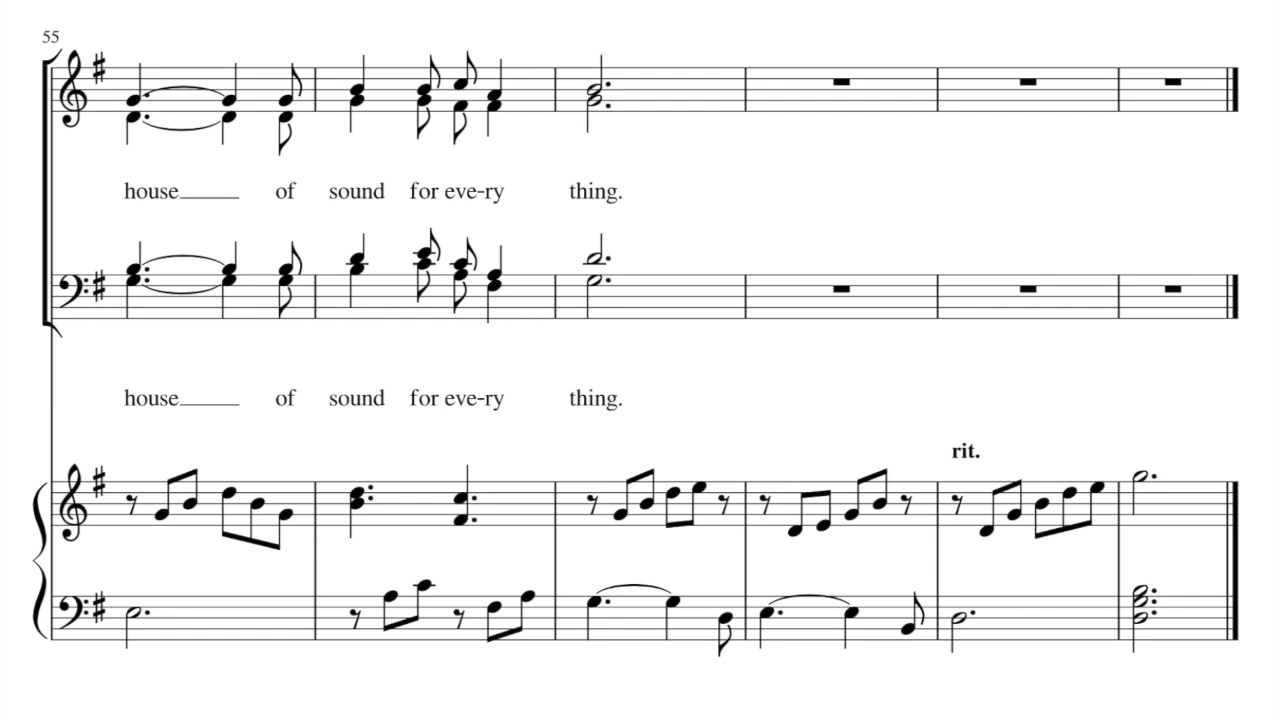 55
house of sound for eve-ry thing.
house of sound for eve-ry thing.
rit.